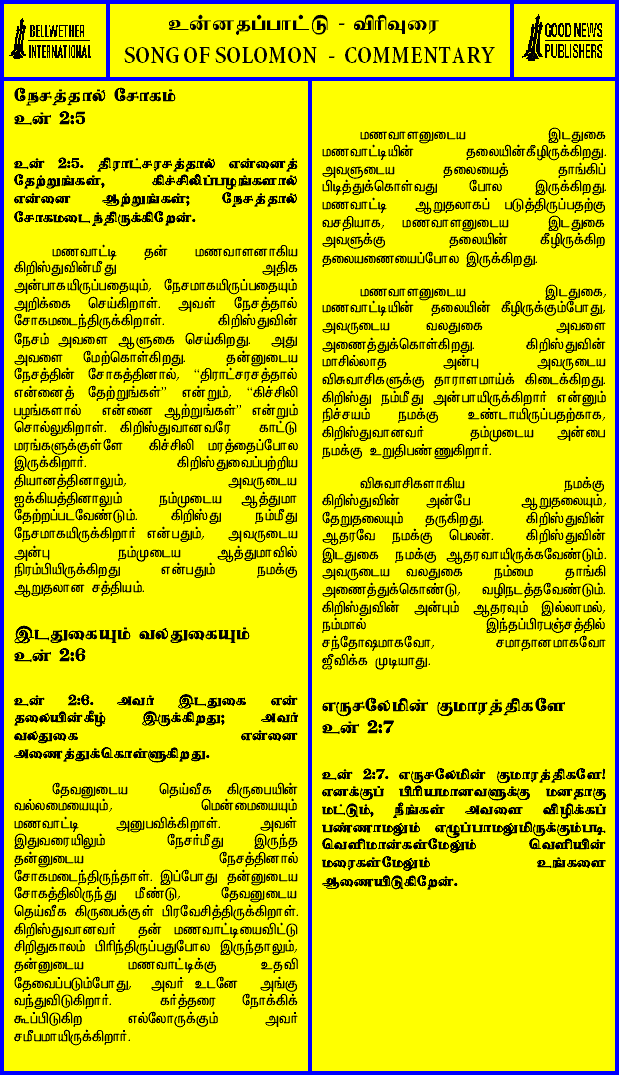 BELLWETHER
INTERNATIONAL
உன்னதப்பாட்டு - விரிவுரை
SONG OF SOLOMON - COMMENTARY
GOOD NEWS
PUBLISHERS
நேசத்தால் சோகம்
உன் 2:5
உன் 2:5. திராட்சரசத்தால் என்னைத்
தேற்றுங்கள், கிச்சிலிப்பழங்களால்
என்னை ஆற்றுங்கள்; நேசத்தால்
சோகமடைந்திருக்கிறேன்.
மணவாட்டி தன் மணவாளனாகிய
கிறிஸ்துவின்மீது அதிக
அன்பாகயிருப்பதையும், நேசமாகயிருப்பதையும்
அறிக்கை செய்கிறாள். அவள் நேசத்தால்
சோகமடைந்திருக்கிறாள். கிறிஸ்துவின்
நேசம் அவளை ஆளுகை செய்கிறது. அது
அவளை மேற்கொள்கிறது. தன்னுடைய
நேசத்தின் சோகத்தினால், “திராட்சரசத்தால்
என்னைத் தேற்றுங்கள்” என்றும், “கிச்சிலி
பழங்களால் என்னை ஆற்றுங்கள்” என்றும்
சொல்லுகிறாள். கிறிஸ்துவானவரே காட்டு
மரங்களுக்குள்ளே கிச்சிலி மரத்தைப்போல
இருக்கிறார். கிறிஸ்துவைப்பற்றிய
தியானத்தினாலும், அவருடைய
ஐக்கியத்தினாலும் நம்முடைய ஆத்துமா
தேற்றப்படவேண்டும். கிறிஸ்து நம்மீது
நேசமாகயிருக்கிறார் என்பதும், அவருடைய
அன்பு நம்முடைய ஆத்துமாவில்
நிரம்பியிருக்கிறது என்பதும் நமக்கு
ஆறுதலான சத்தியம்.
இடதுகையும் வலதுகையும்
உன் 2:6
உன் 2:6. அவர் இடதுகை என்
தலையின்கீழ் இருக்கிறது; அவர்
வலதுகை என்னை
அணைத்துக்கொள்ளுகிறது.
தேவனுடைய தெய்வீக கிருபையின்
வல்லமையையும், மென்மையையும்
மணவாட்டி அனுபவிக்கிறாள். அவள்
இதுவரையிலும் நேசர்மீது இருந்த
தன்னுடைய நேசத்தினால்
சோகமடைந்திருந்தாள். இப்போது தன்னுடைய
சோகத்திலிருந்து மீண்டு, தேவனுடைய
தெய்வீக கிருபைக்குள் பிரவேசித்திருக்கிறாள்.
கிறிஸ்துவானவர் தன் மணவாட்டியைவிட்டு
சிறிதுகாலம் பிரிந்திருப்பதுபோல இருந்தாலும்,
தன்னுடைய மணவாட்டிக்கு உதவி
தேவைப்படும்போது, அவர் உடனே அங்கு
வந்துவிடுகிறார். கர்த்தரை நோக்கிக்
கூப்பிடுகிற எல்லோருக்கும் அவர்
சமீபமாயிருக்கிறார்.
மணவாளனுடைய இடதுகை
மணவாட்டியின் தலையின்கீழிருக்கிறது.
அவளுடைய தலையைத் தாங்கிப்
பிடித்துக்கொள்வது போல இருக்கிறது.
மணவாட்டி ஆறுதலாகப் படுத்திருப்பதற்கு
வசதியாக, மணவாளனுடைய இடதுகை
அவளுக்கு தலையின் கீழிருக்கிற
தலையணையைப்போல இருக்கிறது.
மணவாளனுடைய இடதுகை,
மணவாட்டியின் தலையின் கீழிருக்கும்போது,
அவருடைய வலதுகை அவளை
அணைத்துக்கொள்கிறது. கிறிஸ்துவின்
மாசில்லாத அன்பு அவருடைய
விசுவாசிகளுக்கு தாராளமாய்க் கிடைக்கிறது.
கிறிஸ்து நம்மீது அன்பாயிருக்கிறார் என்னும்
நிச்சயம் நமக்கு உண்டாயிருப்பதற்காக,
கிறிஸ்துவானவர் தம்முடைய அன்பை
நமக்கு உறுதிபண்ணுகிறார்.
விசுவாசிகளாகிய நமக்கு
கிறிஸ்துவின் அன்பே ஆறுதலையும்,
தேறுதலையும் தருகிறது. கிறிஸ்துவின்
ஆதரவே நமக்கு பெலன். கிறிஸ்துவின்
இடதுகை நமக்கு ஆதரவாயிருக்கவேண்டும்.
அவருடைய வலதுகை நம்மை தாங்கி
அணைத்துக்கொண்டு, வழிநடத்தவேண்டும்.
கிறிஸ்துவின் அன்பும் ஆதரவும் இல்லாமல்,
நம்மால் இந்தப்பிரபஞ்சத்தில்
சந்தோஷமாகவோ, சமாதானமாகவோ
ஜீவிக்க முடியாது.
எருசலேமின் குமாரத்திகளே
உன் 2:7
உன் 2:7. எருசலேமின் குமாரத்திகளே!
எனக்குப் பிரியமானவளுக்கு மனதாகு
மட்டும், நீங்கள் அவளை விழிக்கப்
பண்ணாமலும் எழுப்பாமலுமிருக்கும்படி
வெளிமான்கள்மேலும் வெளியின்
மரைகள்மேலும் உங்களை
ஆணையிடுகிறேன்.